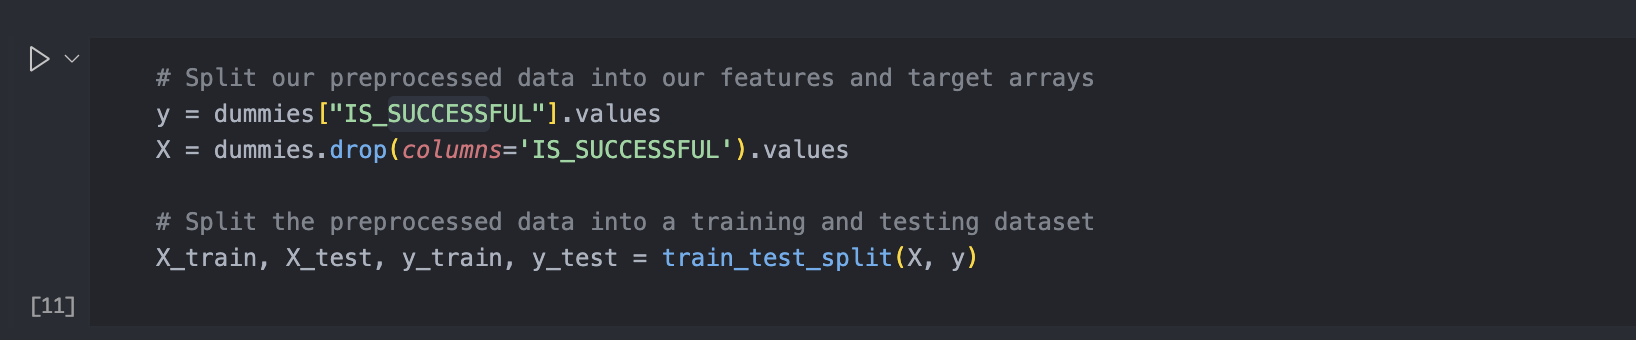 # Split our preprocessed data into our features and target arrays
y = dummies["IS_SUCCESSFUL"].values
X = dummies.drop(columns='IS_SUCCESSFUL').values
# Split the preprocessed data into a training and testing dataset
X_train, X_test, y_train, y_test = train_test_split(X, y)
[11]